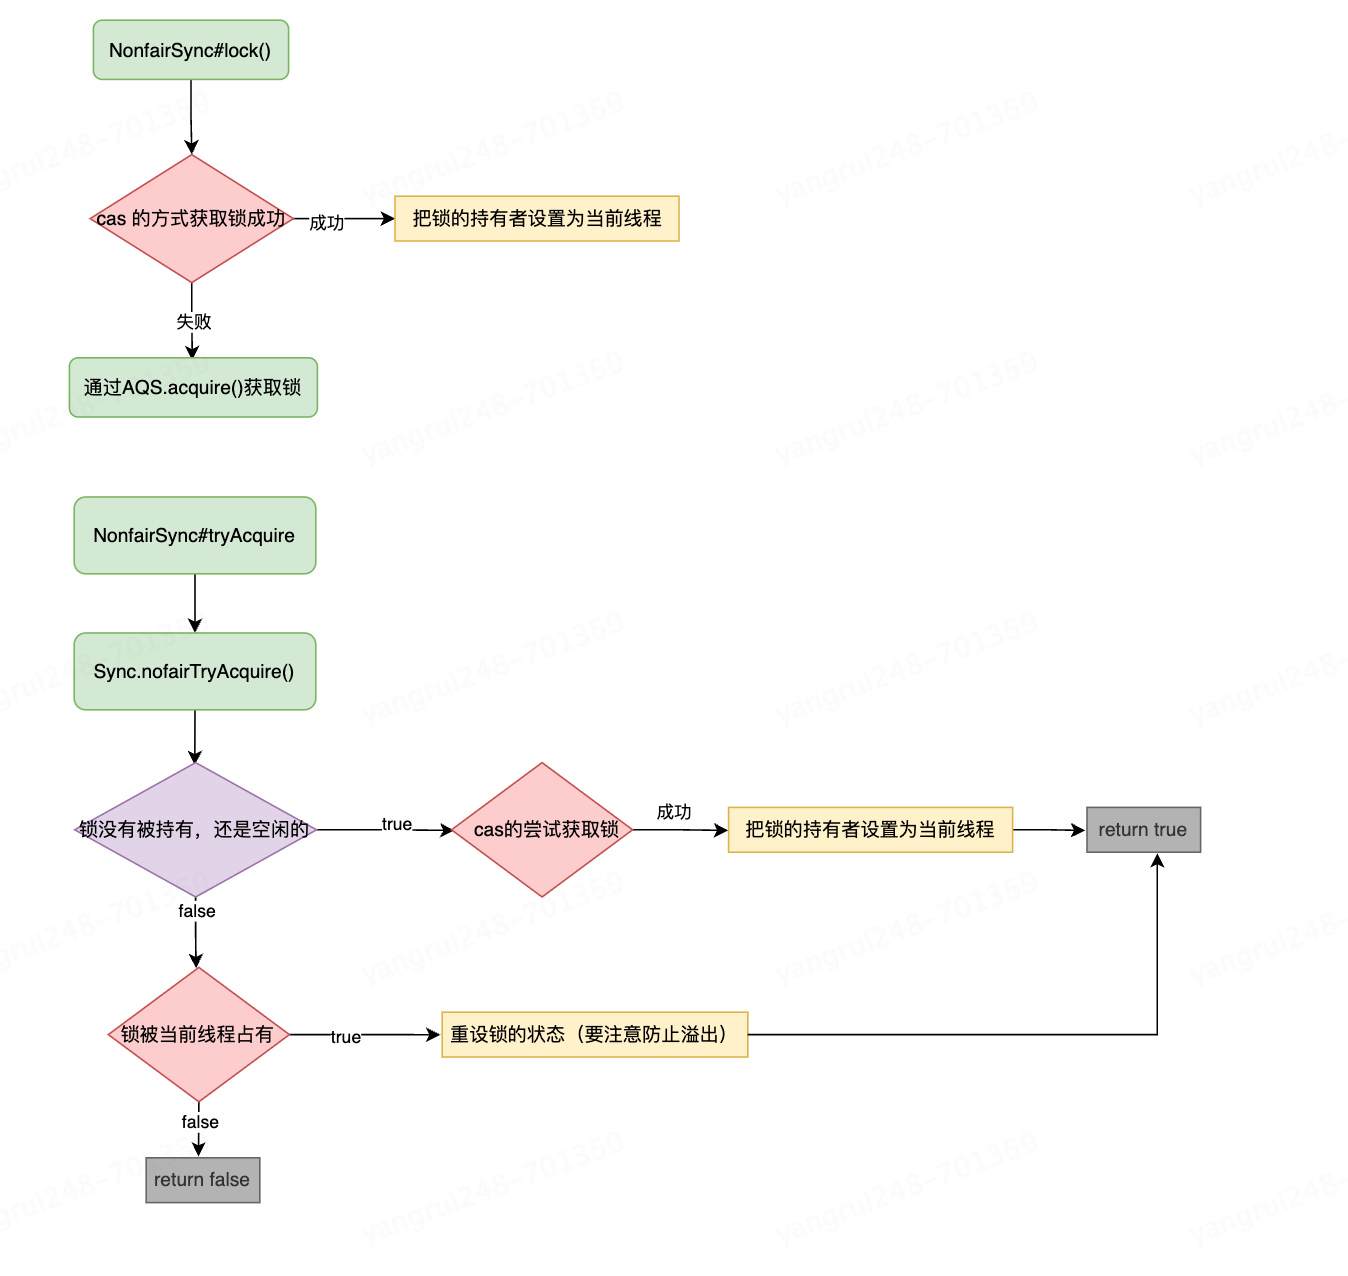 NonfairSync#lock()
cas 的方式获取锁成功
成功
把锁的持有者设置为当前线程
失败
通过AQS.acquire()获取锁
NonfairSync#tryAcquire
Sync.nofairTryAcquire()
锁没有被持有，还是空闲的
true
cas的尝试获取锁
成功
把锁的持有者设置为当前线程
return true
false
锁被当前线程占有
true
重设锁的状态（要注意防止溢出）
false
return false
yangrui248-701359